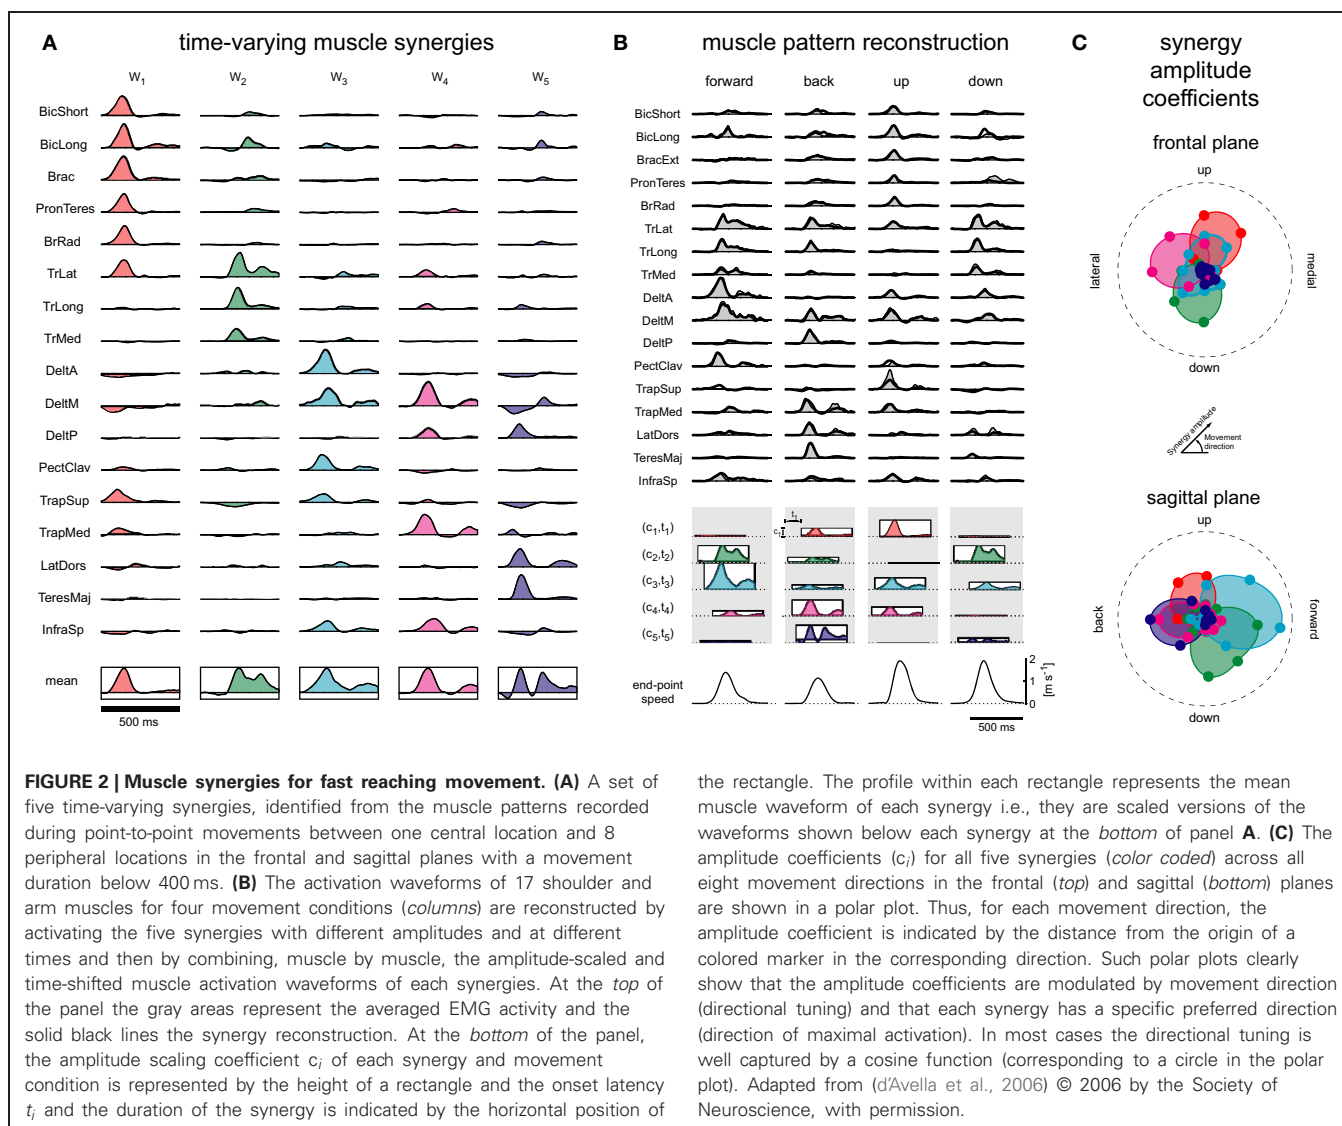 A
time-varying muscle synergies
W1
W2
W3
W4
W5
BicShort
BicLong
Brac
PronTeres
BrRad
TrLat
TrLong
TrMed
DeltA
DeltM
DeltP
PectClav
TrapSup
TrapMed
LatDors
TeresMaj
InfraSp
mean
500 ms
B
muscle pattern reconstruction
forward
back
up
down
BicShort
BicLong
BracExt
PronTeres
BrRad
TrLat
TrLong
TrMed
DeltA
DeltM
DeltP
PectClav
TrapSup
TrapMed
LatDors
TeresMaj
InfraSp
(c1,t1)
t1
c1
(c2,t2)
(c3,t3)
(c4,t4)
(c5,t5)
end-point
speed
2
1
0
[m s-1]
500 ms
C
synergy
amplitude
coefficients
frontal plane
up
lateral
medial
down
Synergy amplitude
Movement
direction
sagittal plane
up
back
forward
down
FIGURE 2 | Muscle synergies for fast reaching movement. (A) A set of
five time-varying synergies, identified from the muscle patterns recorded
during point-to-point movements between one central location and 8
peripheral locations in the frontal and sagittal planes with a movement
duration below 400 ms. (B) The activation waveforms of 17 shoulder and
arm muscles for four movement conditions (columns) are reconstructed by
activating the five synergies with different amplitudes and at different
times and then by combining, muscle by muscle, the amplitude-scaled and
time-shifted muscle activation waveforms of each synergies. At the top of
the panel the gray areas represent the averaged EMG activity and the
solid black lines the synergy reconstruction. At the bottom of the panel,
the amplitude scaling coefficient ci of each synergy and movement
condition is represented by the height of a rectangle and the onset latency
ti and the duration of the synergy is indicated by the horizontal position of
the rectangle. The profile within each rectangle represents the mean
muscle waveform of each synergy i.e., they are scaled versions of the
waveforms shown below each synergy at the bottom of panel A. (C) The
amplitude coefficients (ci) for all five synergies (color coded) across all
eight movement directions in the frontal (top) and sagittal (bottom) planes
are shown in a polar plot. Thus, for each movement direction, the
amplitude coefficient is indicated by the distance from the origin of a
colored marker in the corresponding direction. Such polar plots clearly
show that the amplitude coefficients are modulated by movement direction
(directional tuning) and that each synergy has a specific preferred direction
(direction of maximal activation). In most cases the directional tuning is
well captured by a cosine function (corresponding to a circle in the polar
plot). Adapted from (d'Avella et al., 2006) © 2006 by the Society of
Neuroscience, with permission.